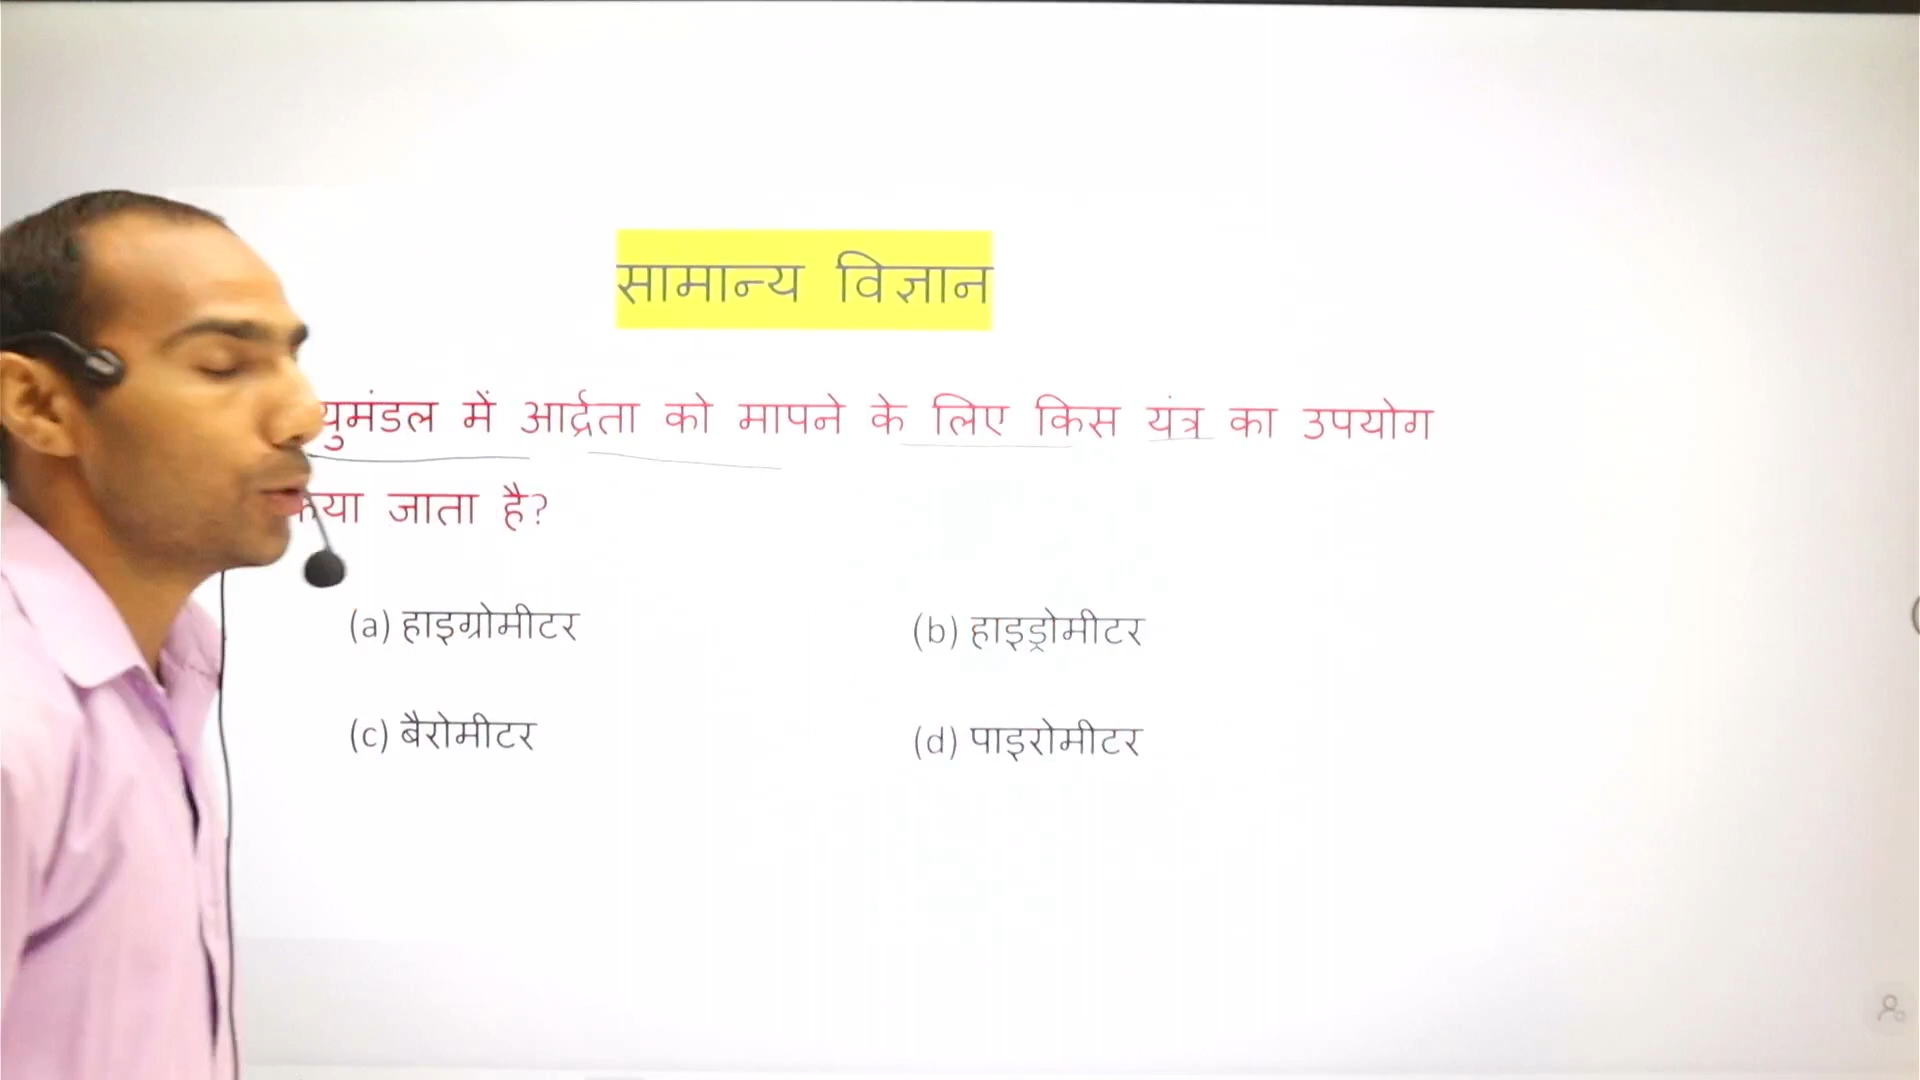 सामान्य विज्ञान
युमंडल में आर्द्रता को मापने के लिए किस यंत्र का उपयोग
जाता है?
(a) हाइग्रोमीटर (b) हाइड्रोमीटर
(c) बैरोमीटर (d) पाइरोमीटर